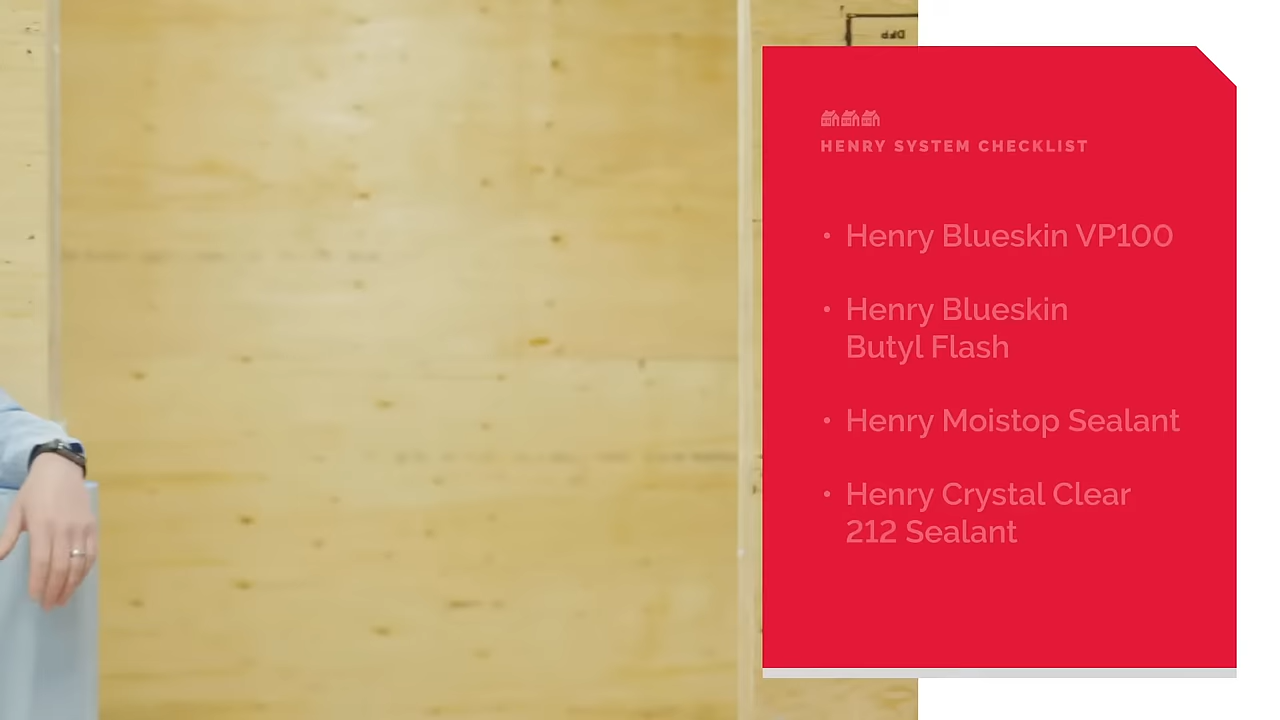 HENRY SYSTEM CHECKLIST
• Henry Blueskin VP100
• Henry Blueskin
Butyl Flash
• Henry Moistop Sealant
• Henry Crystal Clear
212 Sealant